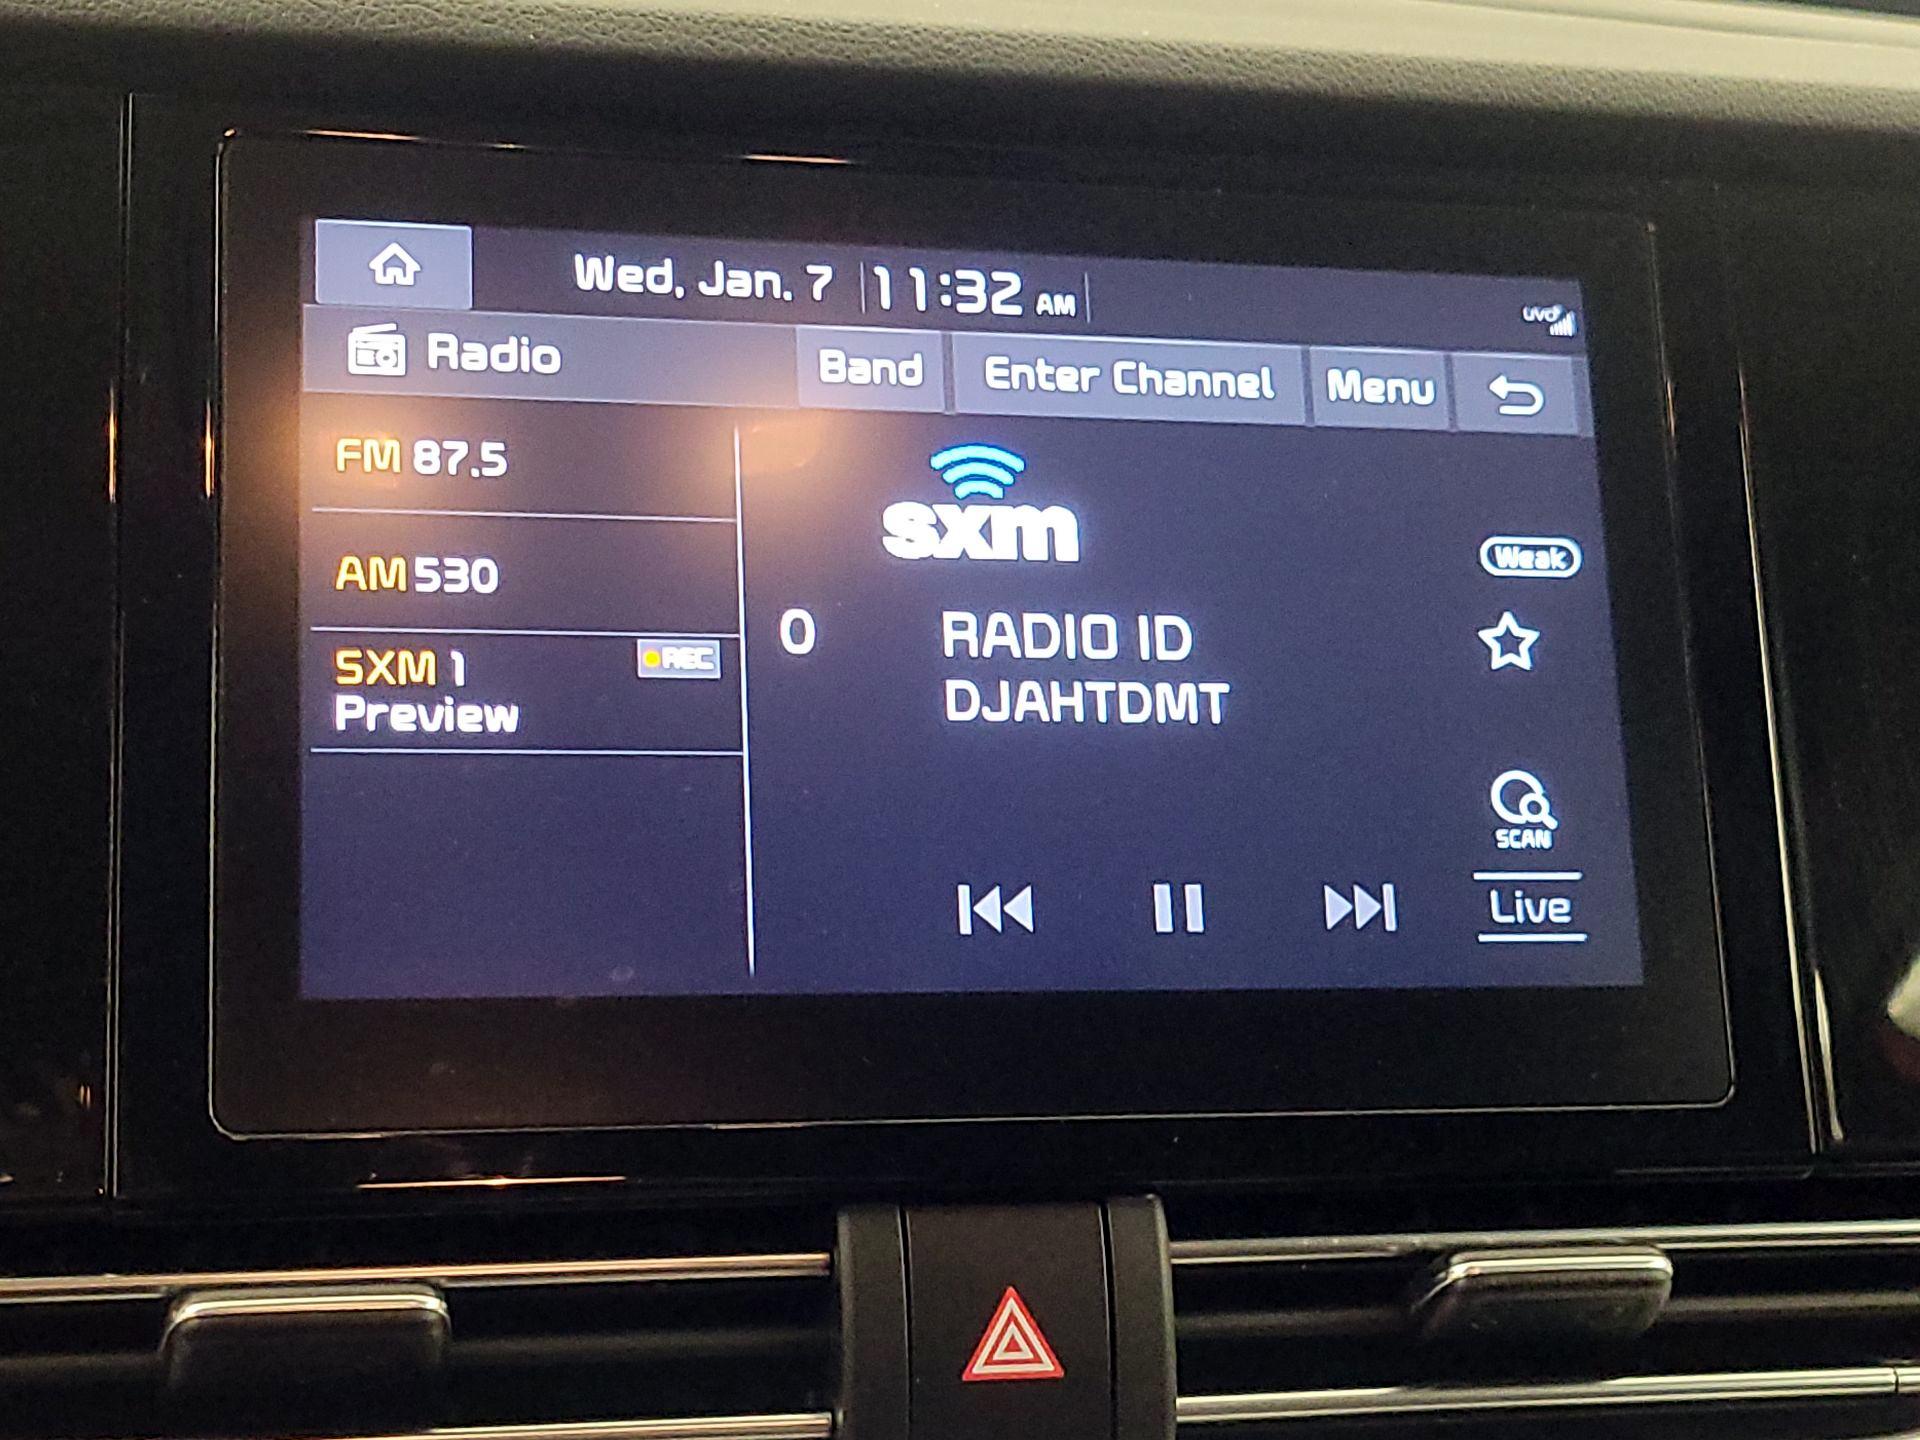 Wed, Jan. 7 11:32 AM
UVO
Radio
Band
Enter Channel
Menu
FM 87.5
AM 530
SXM 1
REC
Preview
sxm
Weak
0 RADIO ID
DJAHTDMT
SCAN
Live